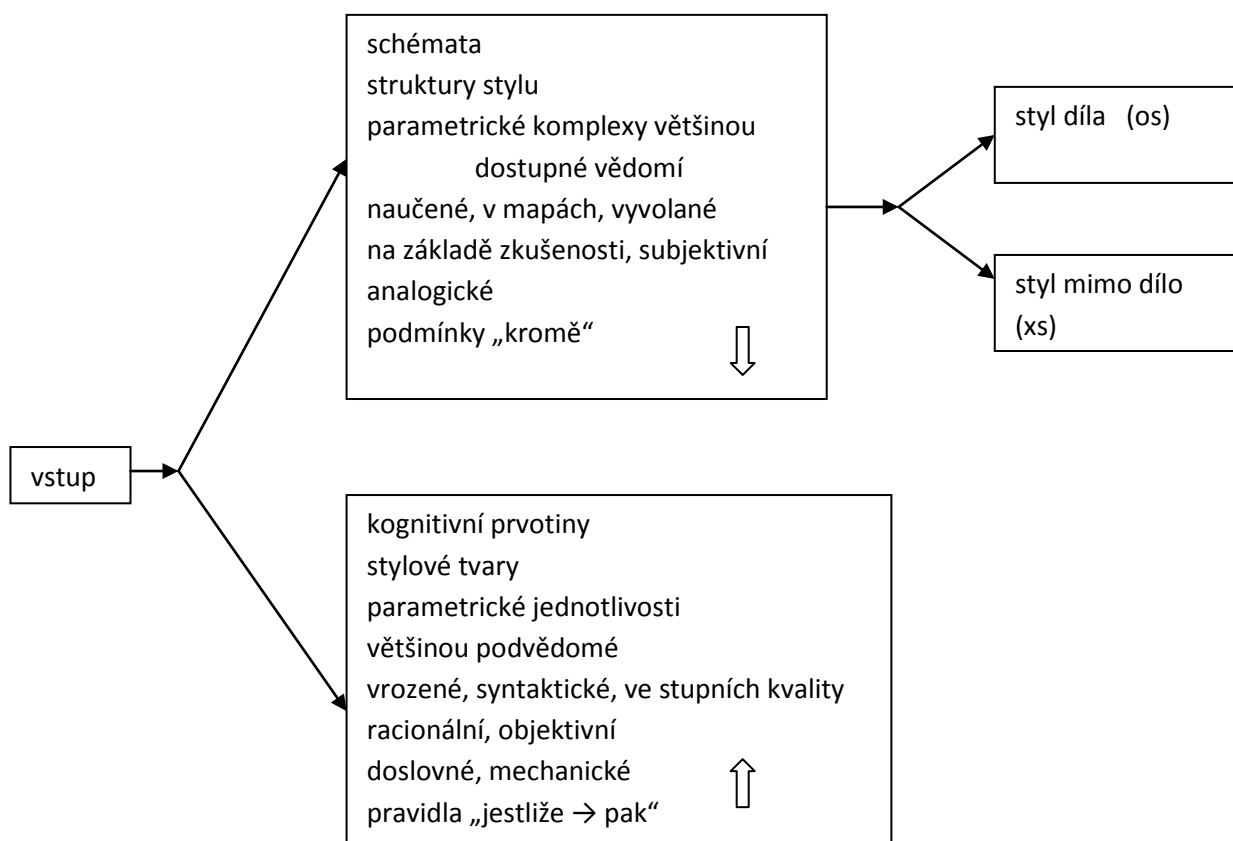 vstup
schémata
struktury stylu
parametrické komplexy většinou
dostupné vědomí
naučené, v mapách, vyvolané
na základě zkušenosti, subjektivní
analogické
podmínky „kromě“
styl díla (os)
styl mimo dílo
(xs)
kognitivní prvotiny
stylové tvary
parametrické jednotlivosti
většinou podvědomé
vrozené, syntaktické, ve stupních kvality
racionální, objektivní
doslovné, mechanické
pravidla „jestliže → pak“